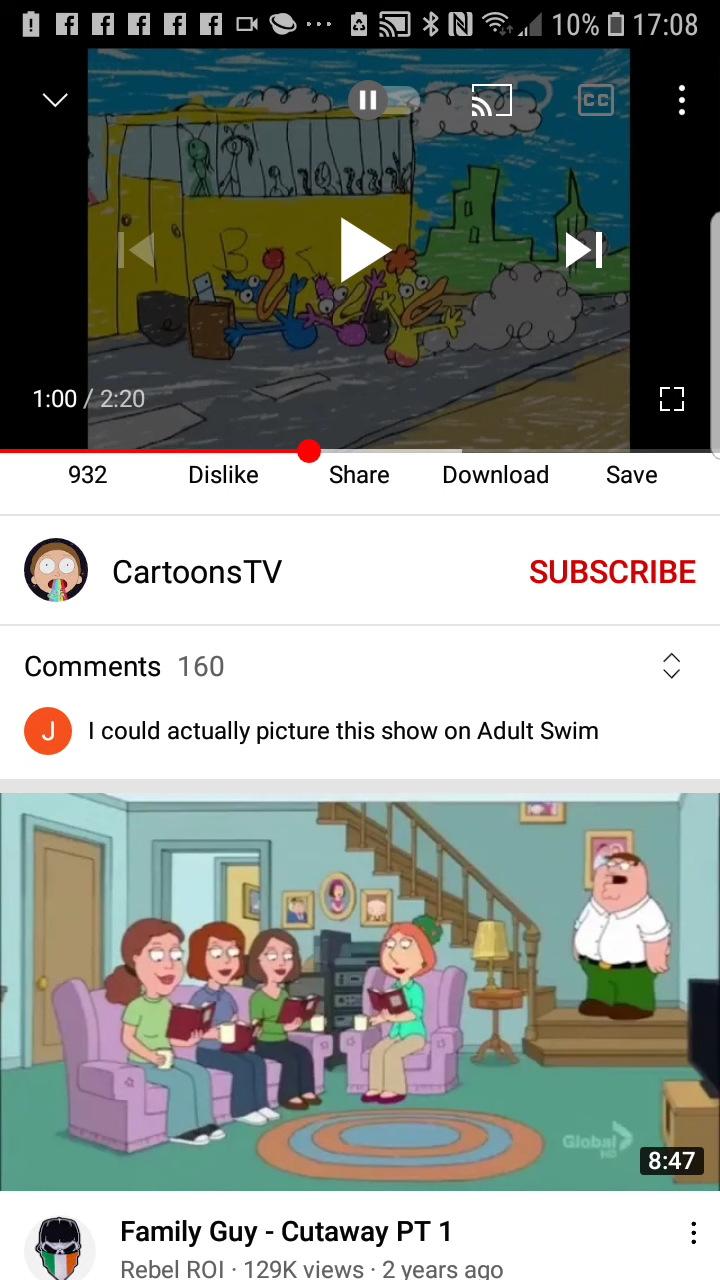 10% 17:08
CC
1:00 / 2:20
932 Dislike Share Download Save
CartoonsTV SUBSCRIBE
Comments 160
J I could actually picture this show on Adult Swim
Global
HD
8:47
Family Guy - Cutaway PT 1
Rebel ROI · 129K views · 2 years ago